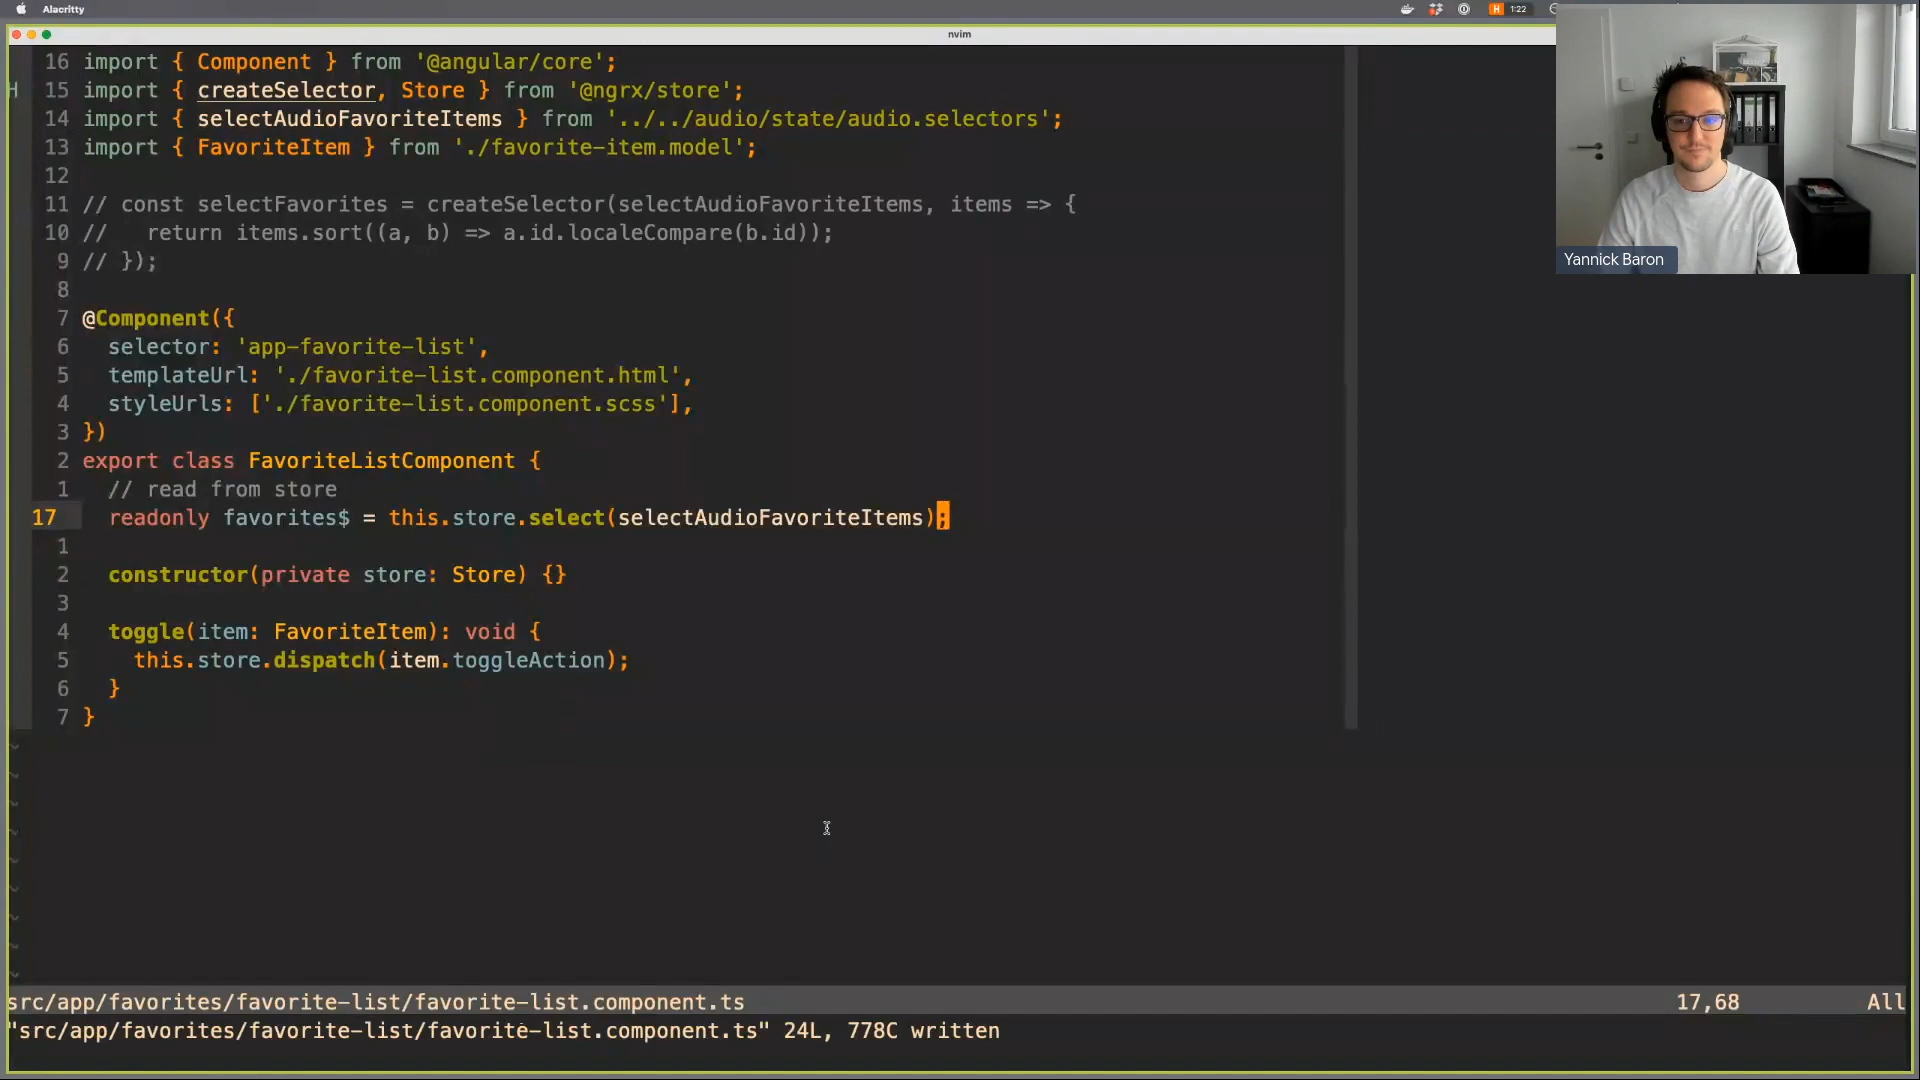 Alacritty
H 1:22
nvim
16 import { Component } from '@angular/core';
H 15 import { createSelector, Store } from '@ngrx/store';
14 import { selectAudioFavoriteItems } from '../../audio/state/audio.selectors';
13 import { FavoriteItem } from './favorite-item.model';
12
11 // const selectFavorites = createSelector(selectAudioFavoriteItems, items => {
10 //   return items.sort((a, b) => a.id.localeCompare(b.id));
9 // });
8
7 @Component({
6   selector: 'app-favorite-list',
5   templateUrl: './favorite-list.component.html',
4   styleUrls: ['./favorite-list.component.scss'],
3 })
2 export class FavoriteListComponent {
1   // read from store
17   readonly favorites$ = this.store.select(selectAudioFavoriteItems);
1
2   constructor(private store: Store) {}
3
4   toggle(item: FavoriteItem): void {
5     this.store.dispatch(item.toggleAction);
6   }
7 }
~
~
~
~
~
~
~
~
~
src/app/favorites/favorite-list/favorite-list.component.ts 17,68 All
"src/app/favorites/favorite-list/favorite-list.component.ts" 24L, 778C written
Yannick Baron